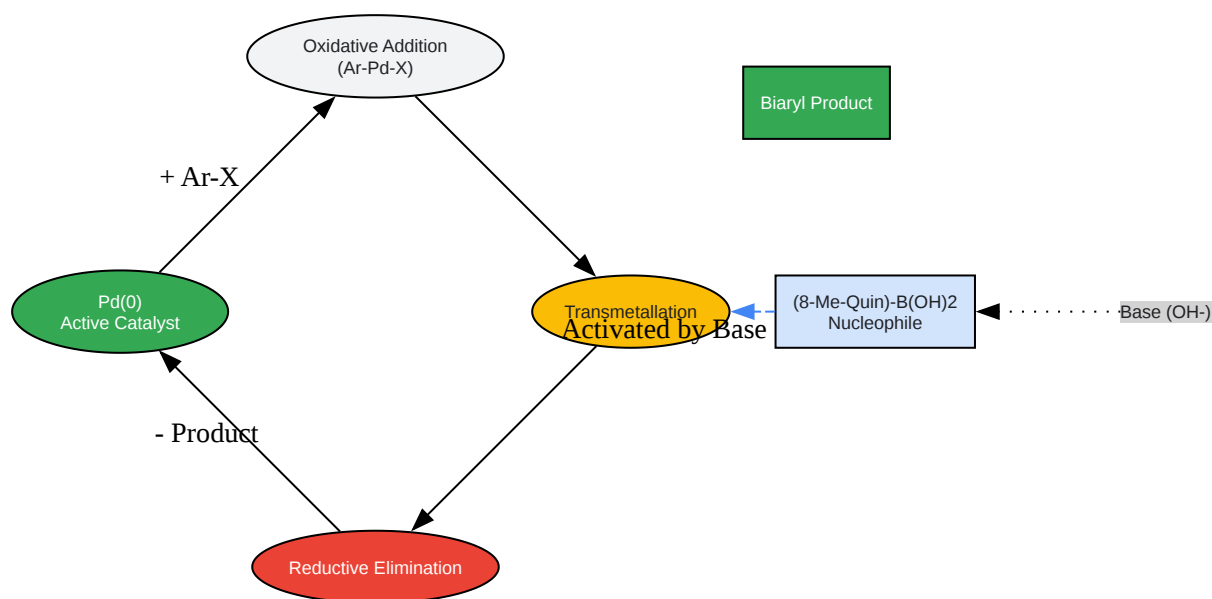 Oxidative Addition
(Ar-Pd-X)
Biaryl Product
+ Ar-X
Pd(0)
Active Catalyst
Transmetallation
Activated by Base
(8-Me-Quin)-B(OH)2
Nucleophile
Base (OH-)
- Product
Reductive Elimination